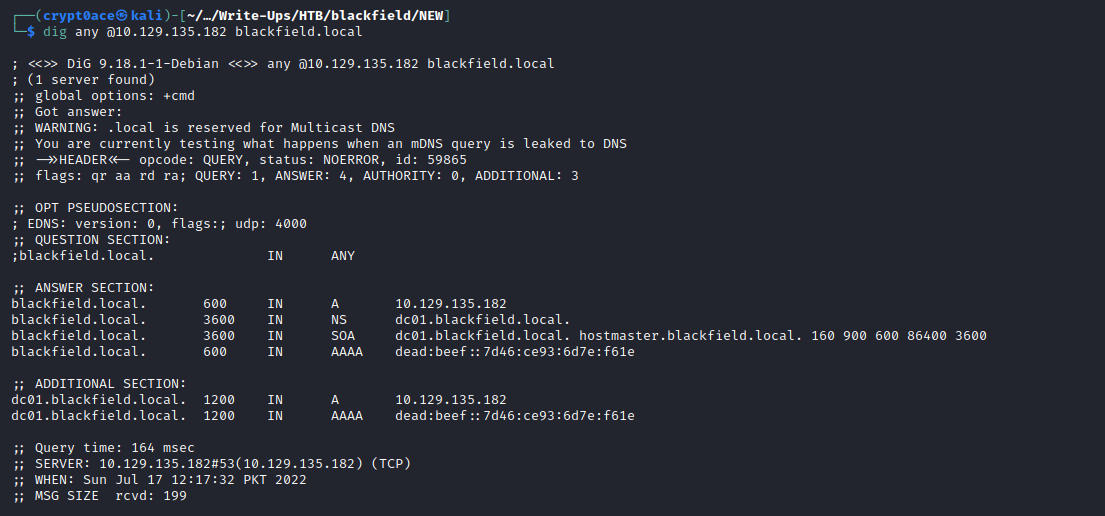 ┌──(crypt0ace㉿kali)-[~/…/Write-Ups/HTB/blackfield/NEW]
└─$ dig any @10.129.135.182 blackfield.local

; <<>> DiG 9.18.1-1-Debian <<>> any @10.129.135.182 blackfield.local
; (1 server found)
;; global options: +cmd
;; Got answer:
;; WARNING: .local is reserved for Multicast DNS
;; You are currently testing what happens when an mDNS query is leaked to DNS
;; ->>HEADER<<- opcode: QUERY, status: NOERROR, id: 59865
;; flags: qr aa rd ra; QUERY: 1, ANSWER: 4, AUTHORITY: 0, ADDITIONAL: 3

;; OPT PSEUDOSECTION:
; EDNS: version: 0, flags:; udp: 4000
;; QUESTION SECTION:
;blackfield.local.              IN      ANY

;; ANSWER SECTION:
blackfield.local.       600     IN      A       10.129.135.182
blackfield.local.       3600    IN      NS      dc01.blackfield.local.
blackfield.local.       3600    IN      SOA     dc01.blackfield.local. hostmaster.blackfield.local. 160 900 600 86400 3600
blackfield.local.       600     IN      AAAA    dead:beef::7d46:ce93:6d7e:f61e

;; ADDITIONAL SECTION:
dc01.blackfield.local.  1200    IN      A       10.129.135.182
dc01.blackfield.local.  1200    IN      AAAA    dead:beef::7d46:ce93:6d7e:f61e

;; Query time: 164 msec
;; SERVER: 10.129.135.182#53(10.129.135.182) (TCP)
;; WHEN: Sun Jul 17 12:17:32 PKT 2022
;; MSG SIZE  rcvd: 199